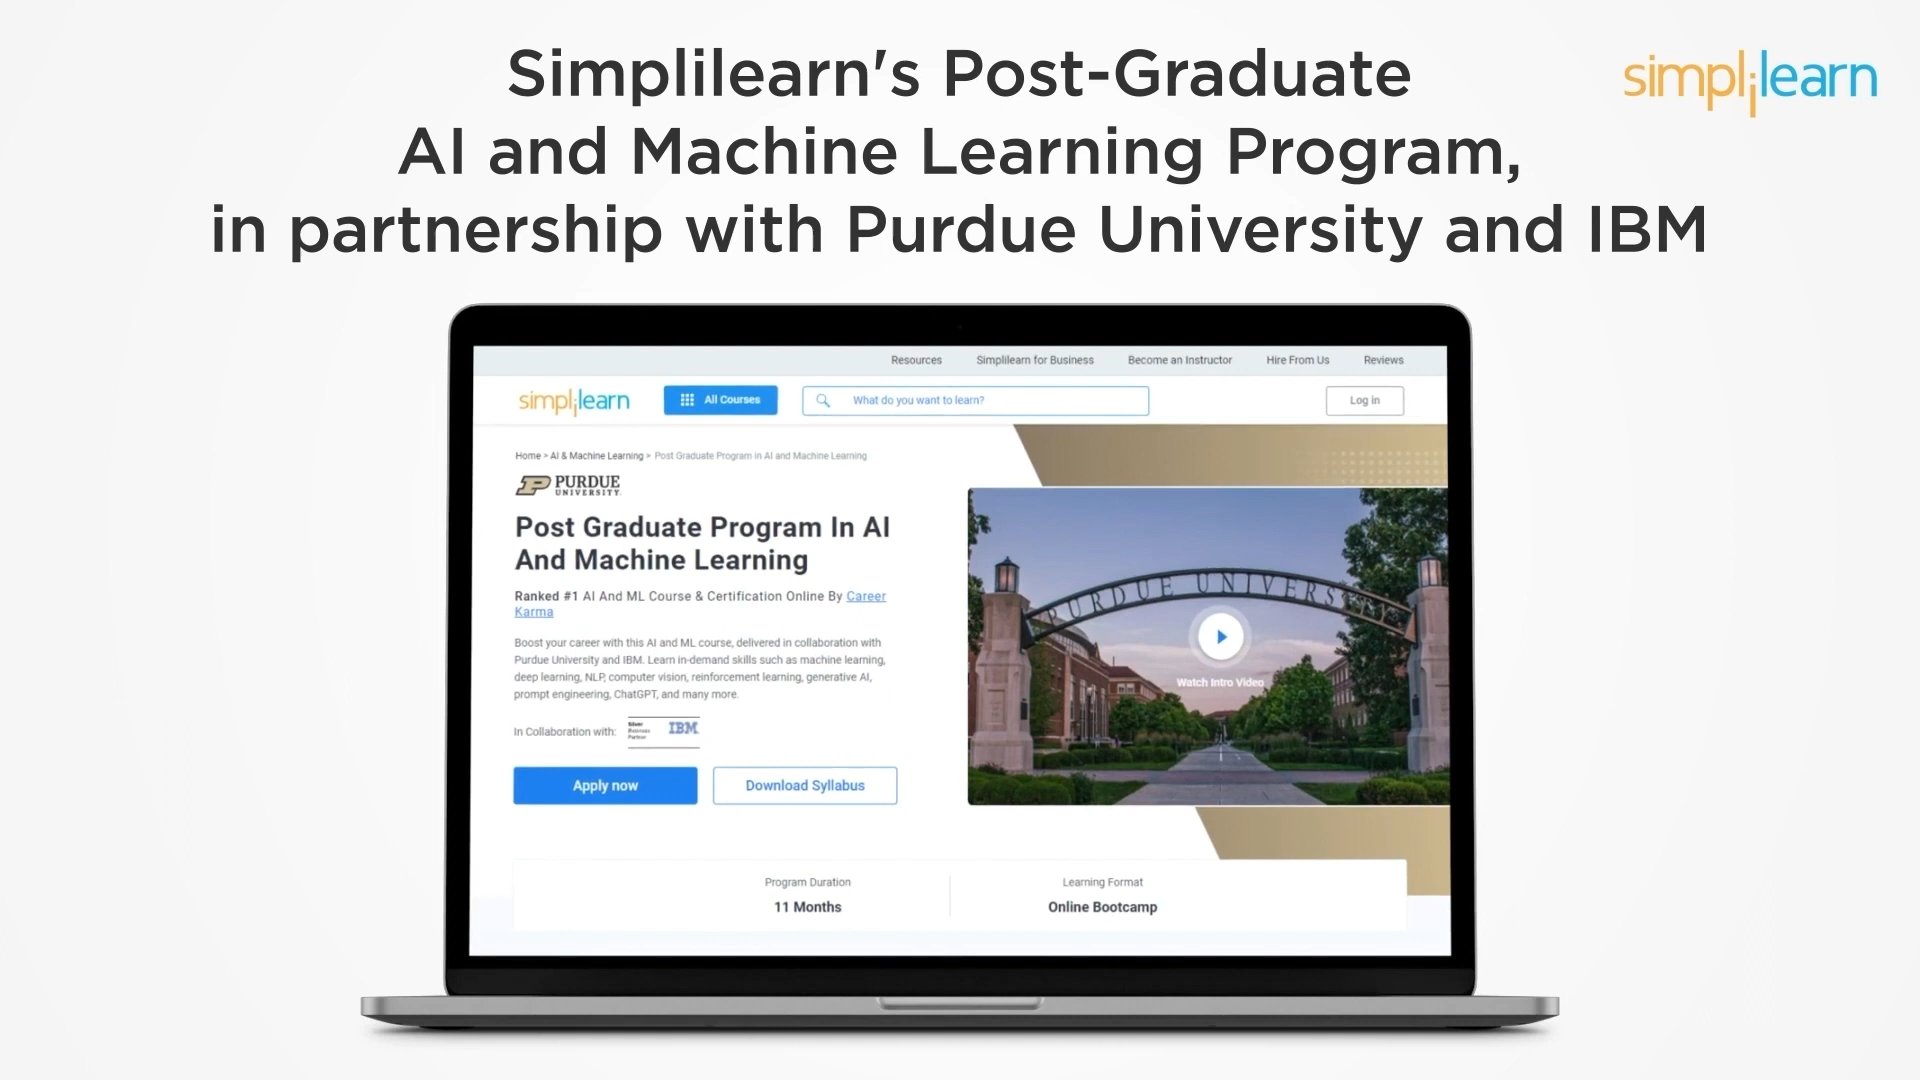 Simplilearn's Post-Graduate
AI and Machine Learning Program,
in partnership with Purdue University and IBM
simplilearn
Resources
Simplilearn for Business
Become an Instructor
Hire From Us
Reviews
simplilearn
All Courses
What do you want to learn?
Log in
Home > AI & Machine Learning > Post Graduate Program in AI and Machine Learning
PURDUE
UNIVERSITY.
Post Graduate Program In AI
And Machine Learning
Ranked #1 AI And ML Course & Certification Online By Career
Karma
Boost your career with this AI and ML course, delivered in collaboration with
Purdue University and IBM. Learn in-demand skills such as machine learning,
deep learning, NLP, computer vision, reinforcement learning, generative AI,
prompt engineering, ChatGPT, and many more.
In Collaboration with:
Silver
Business
Partner
IBM
Apply now
Download Syllabus
PURDUE UNIVERSITY
Watch Intro Video
Program Duration
11 Months
Learning Format
Online Bootcamp